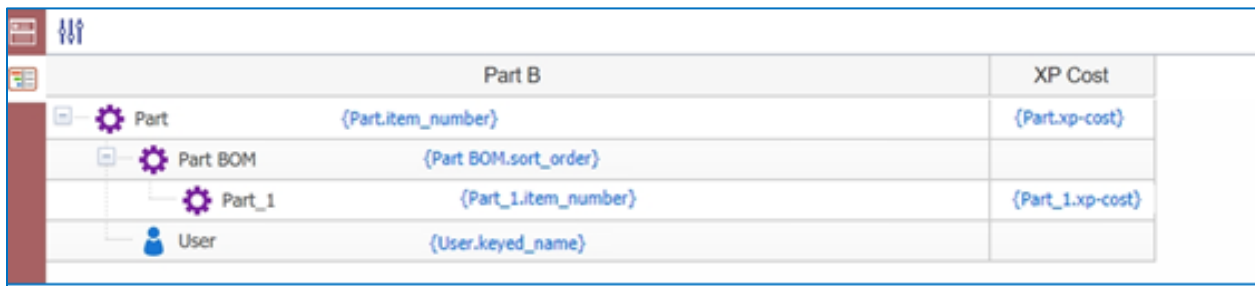 Part B XP Cost
Part {Part.item_number} {Part.xp-cost}
Part BOM {Part BOM.sort_order}
Part_1 {Part_1.item_number} {Part_1.xp-cost}
User {User.keyed_name}